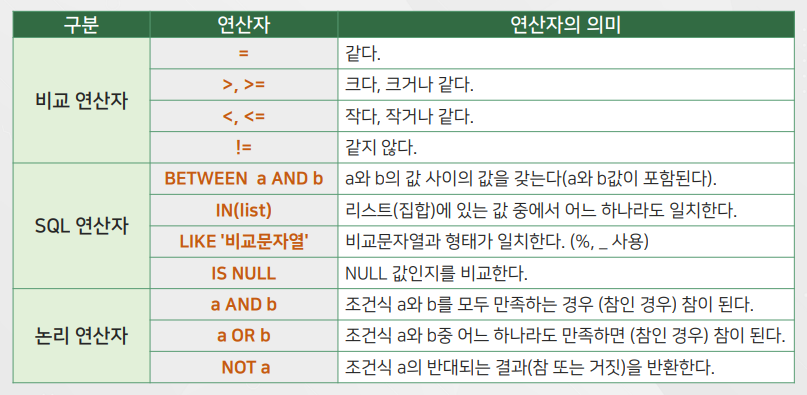 구분 연산자 연산자의 의미
비교 연산자 = 같다.
>, >= 크다, 크거나 같다.
<, <= 작다, 작거나 같다.
!= 같지 않다.
SQL 연산자 BETWEEN a AND b a와 b의 값 사이의 값을 갖는다(a와 b값이 포함된다).
IN(list) 리스트(집합)에 있는 값 중에서 어느 하나라도 일치한다.
LIKE '비교문자열' 비교문자열과 형태가 일치한다. (%, _ 사용)
IS NULL NULL 값인지를 비교한다.
논리 연산자 a AND b 조건식 a와 b를 모두 만족하는 경우 (참인 경우) 참이 된다.
a OR b 조건식 a와 b중 어느 하나라도 만족하면 (참인 경우) 참이 된다.
NOT a 조건식 a의 반대되는 결과(참 또는 거짓)을 반환한다.